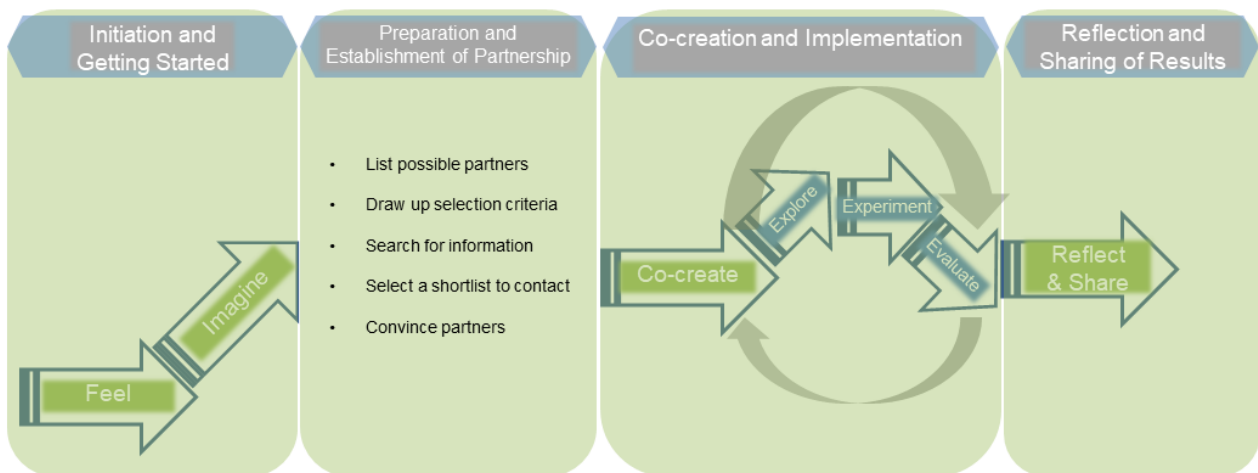 Initiation and
Getting Started
Preparation and
Establishment of Partnership
Co-creation and Implementation
Reflection and
Sharing of Results
Feel
Imagine
• List possible partners
• Draw up selection criteria
• Search for information
• Select a shortlist to contact
• Convince partners
Co-create
Explore
Experiment
Evaluate
Reflect
& Share